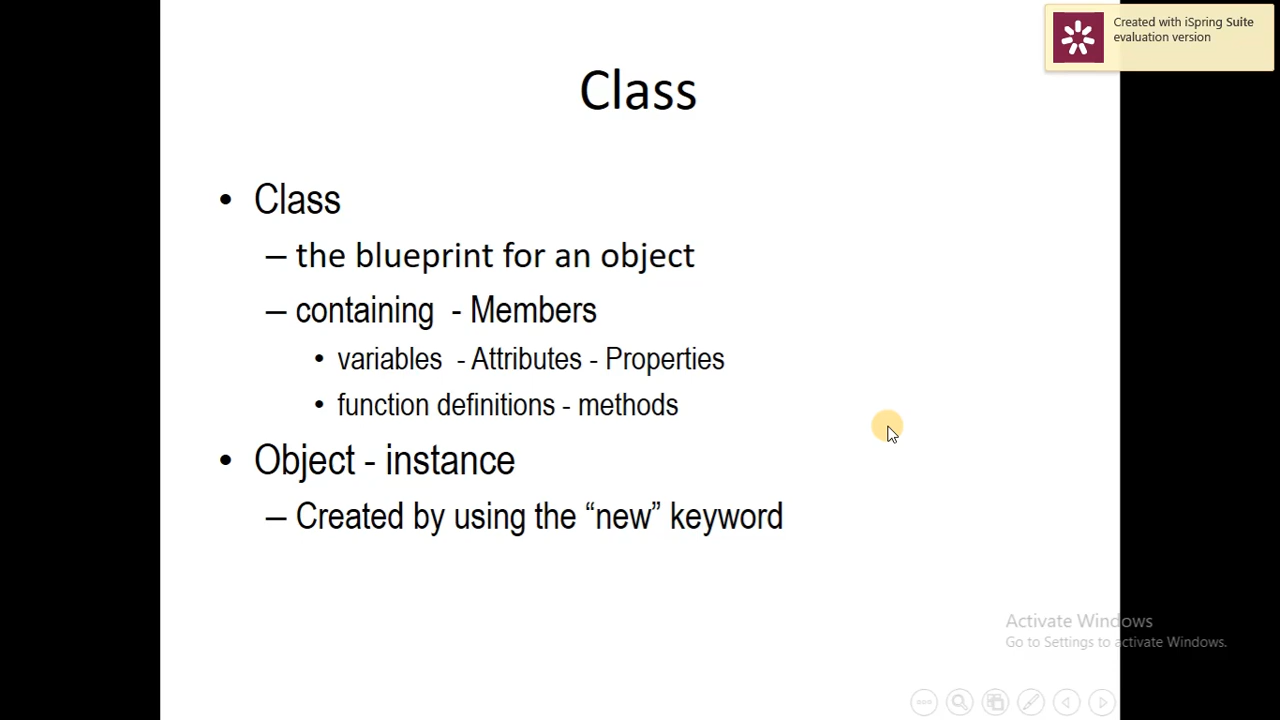 Created with iSpring Suite
evaluation version
Class
• Class
– the blueprint for an object
– containing  - Members
• variables  - Attributes - Properties
• function definitions - methods
• Object - instance
– Created by using the “new” keyword
Activate Windows
Go to Settings to activate Windows.